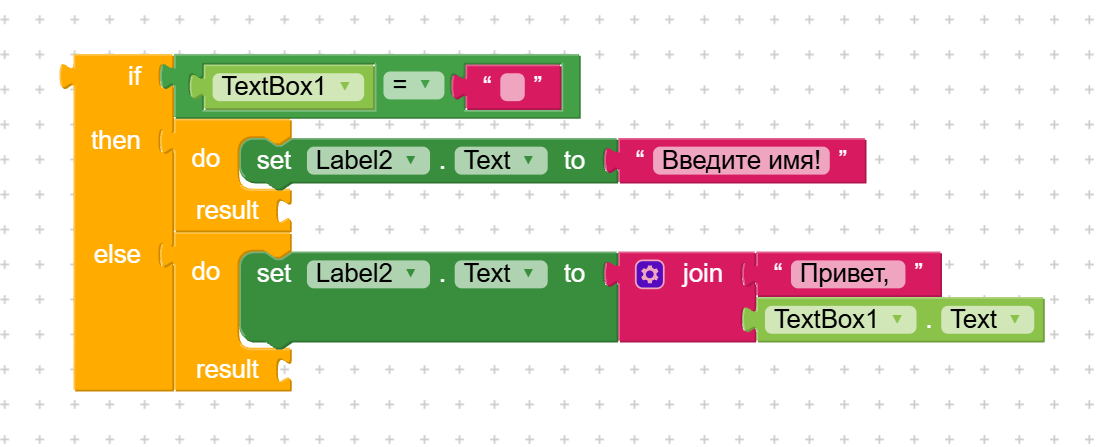 if TextBox1 = “ ”
then do set Label2 . Text to “ Введите имя! ”
result
else do set Label2 . Text to join “ Привет, ”
TextBox1 . Text
result